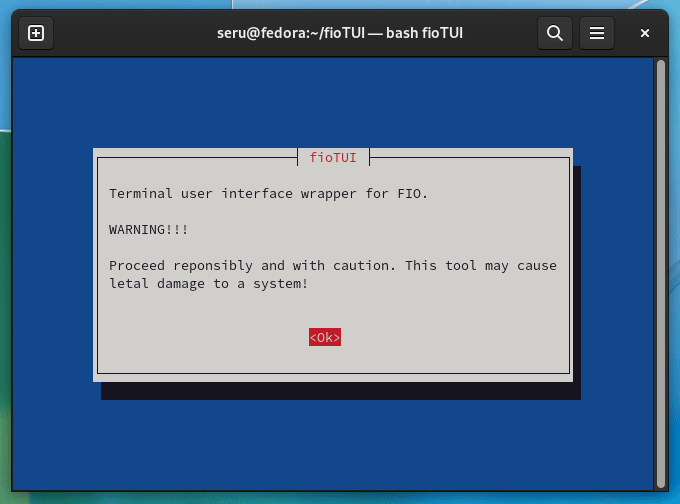 seru@fedora:~/fioTUI — bash fioTUI
fioTUI
Terminal user interface wrapper for FIO.
WARNING!!!
Proceed reponsibly and with caution. This tool may cause
letal damage to a system!
<Ok>